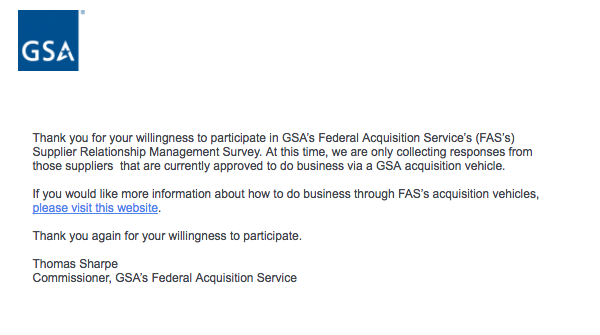 GSA
Thank you for your willingness to participate in GSA's Federal Acquisition Service's (FAS's)
Supplier Relationship Management Survey. At this time, we are only collecting responses from
those suppliers  that are currently approved to do business via a GSA acquisition vehicle.
If you would like more information about how to do business through FAS's acquisition vehicles,
please visit this website.
Thank you again for your willingness to participate.
Thomas Sharpe
Commissioner, GSA's Federal Acquisition Service